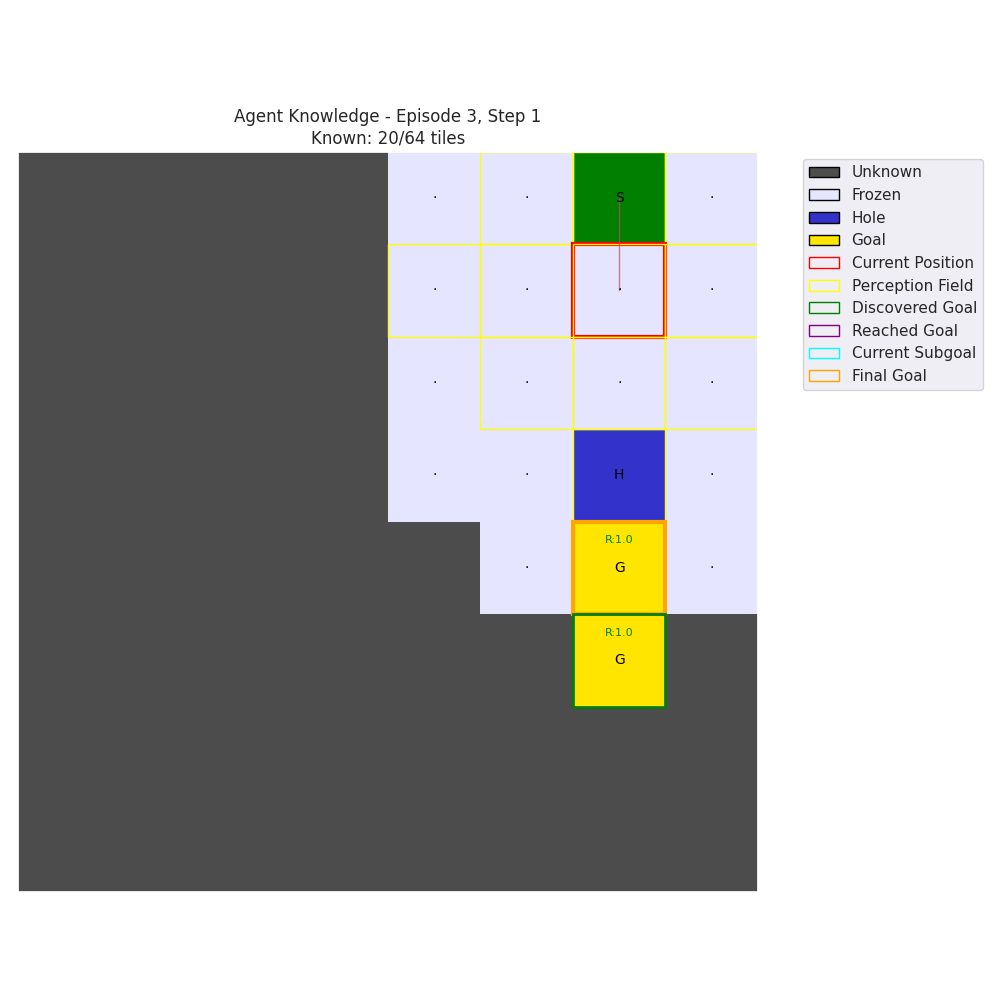 Agent Knowledge - Episode 3, Step 1
Known: 20/64 tiles
S
H
R:1.0
G
R:1.0
G
Unknown
Frozen
Hole
Goal
Current Position
Perception Field
Discovered Goal
Reached Goal
Current Subgoal
Final Goal